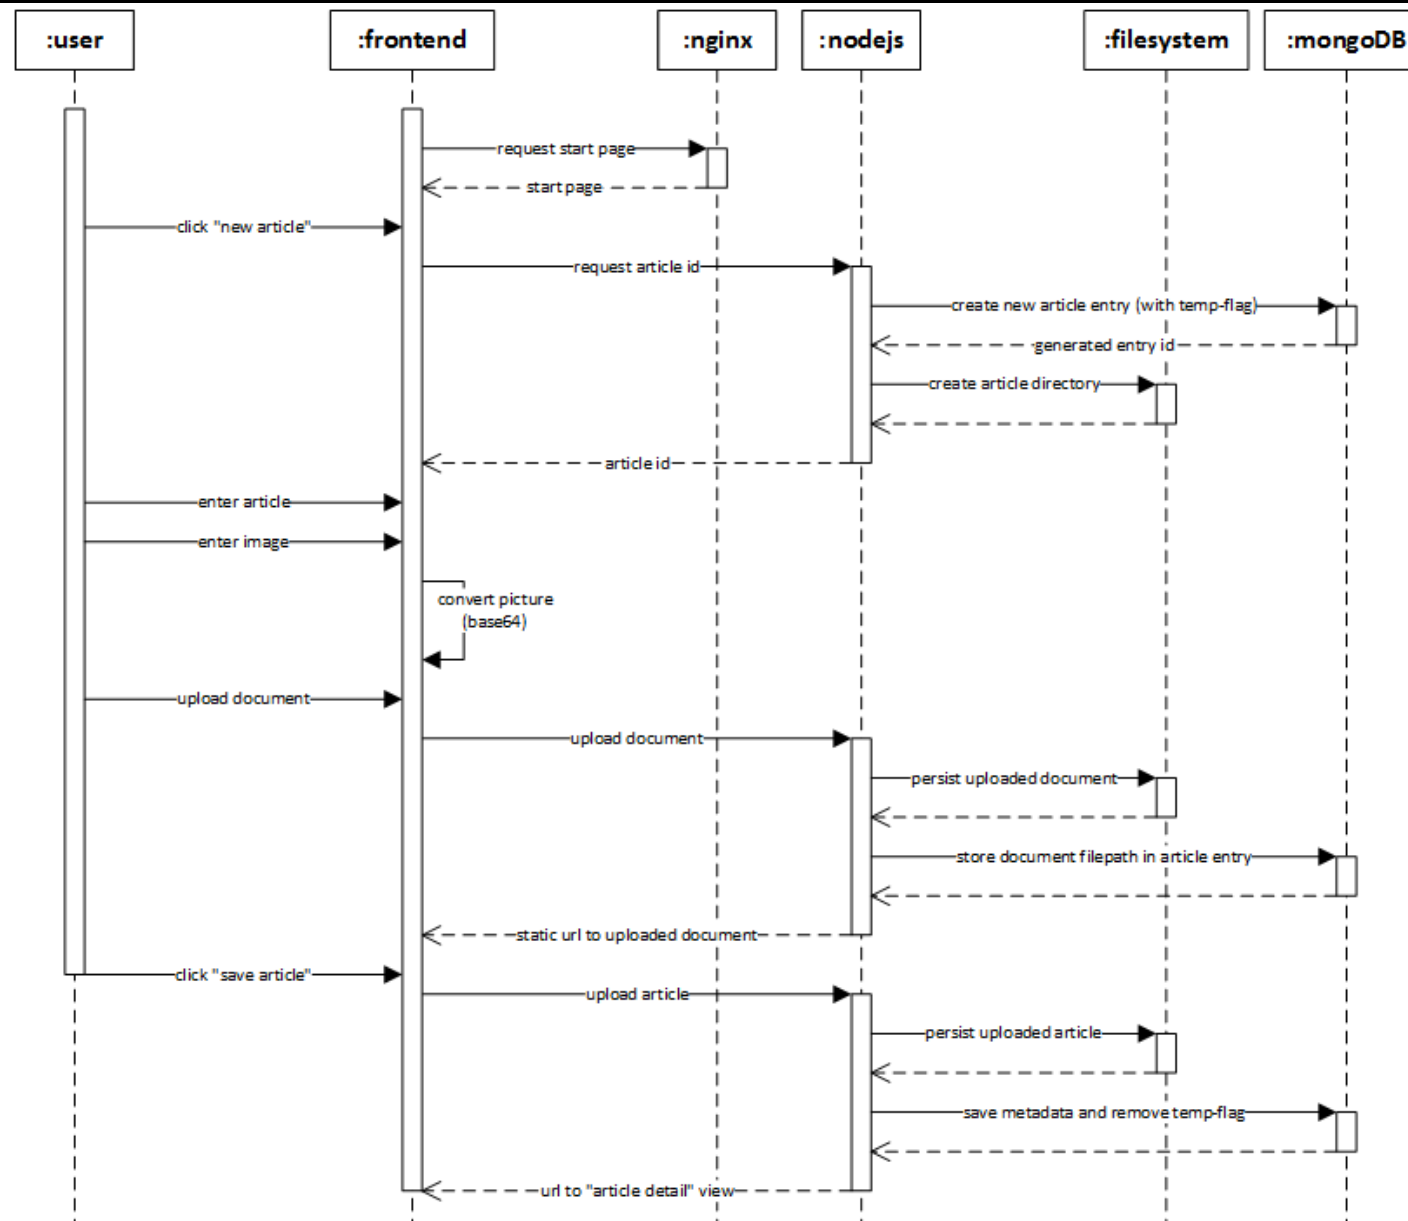 :user
:frontend
:nginx
:nodejs
:filesystem
:mongoDB
request start page
start page
click "new article"
request article id
create new article entry (with temp-flag)
generated entry id
create article directory
article id
enter article
enter image
convert picture
(base64)
upload document
upload document
persist uploaded document
store document filepath in article entry
static url to uploaded document
click "save article"
upload article
persist uploaded article
save metadata and remove temp-flag
url to "article detail" view